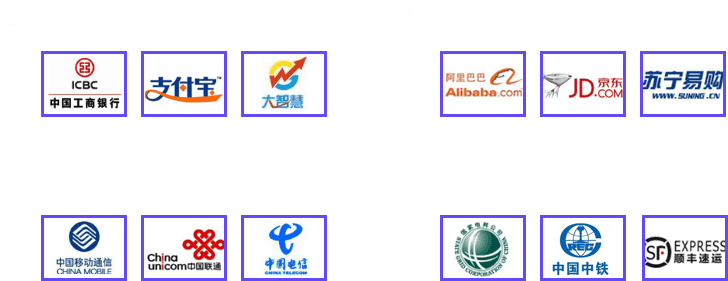 ICBC
中国工商银行
支付宝™
大智慧
阿里巴巴
Alibaba.com
JD.京东
.COM
苏宁易购
WWW.SUNING.CN
中国移动通信
CHINA MOBILE
China
unicom中国联通
中国电信
CHINA TELECOM
国家电网公司
STATE GRID CORPORATION OF CHINA
CREC
中国中铁
SF EXPRESS
顺丰速运